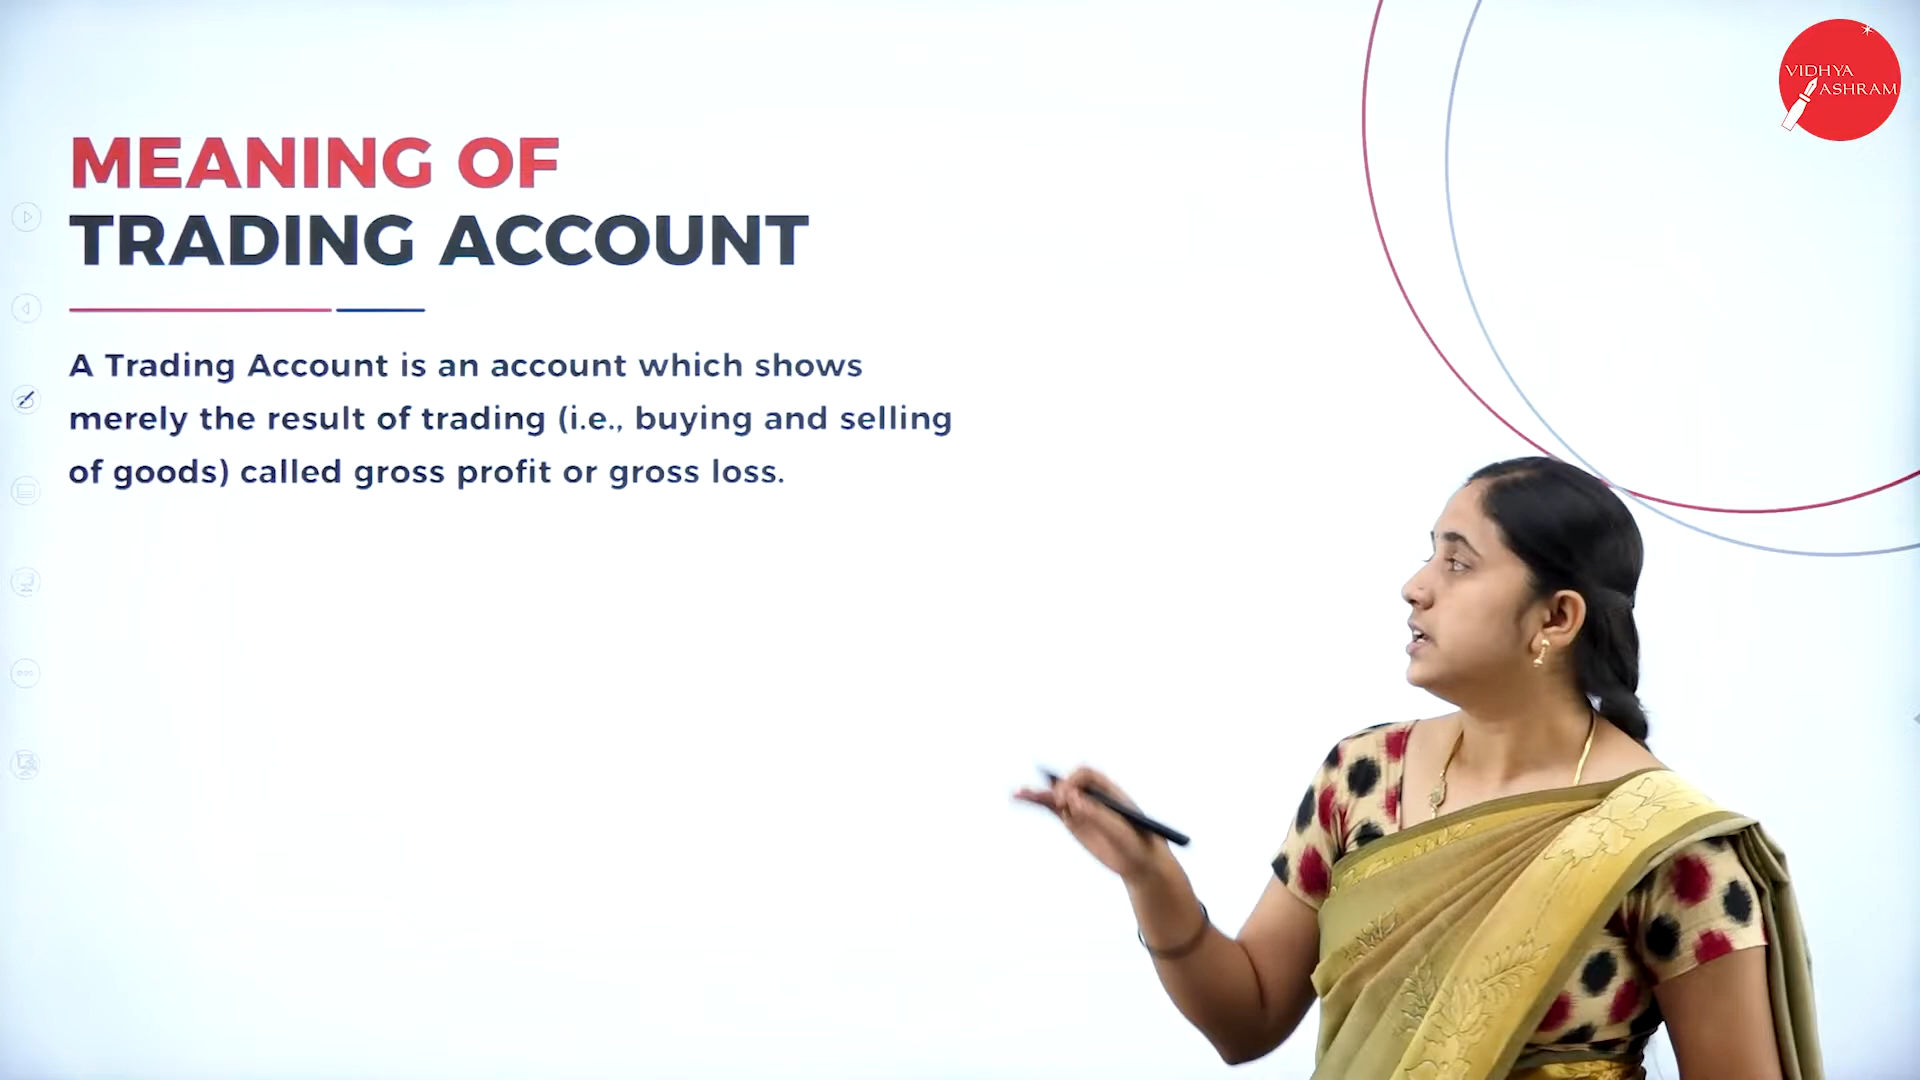 VIDHYA
ASHRAM
MEANING OF
TRADING ACCOUNT
A Trading Account is an account which shows
merely the result of trading (i.e., buying and selling
of goods) called gross profit or gross loss.